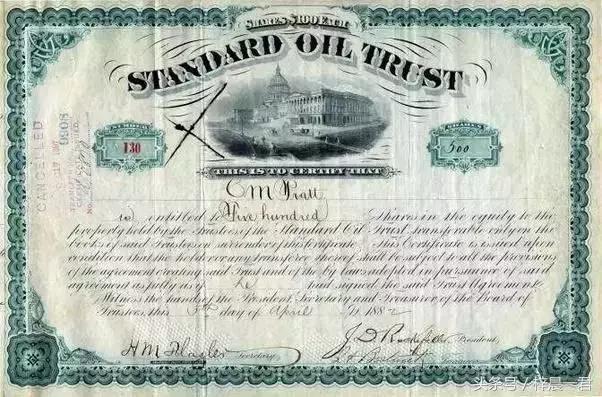 SHARES $100 EACH
STANDARD OIL TRUST
CANCELLED
9908
NUMBER
130
SHARES
500
THIS IS TO CERTIFY THAT
C M Pratt
is entitled to Five hundred Shares in the equity to the
property held by the Trustees of the Standard Oil Trust, transferable only on the
books of said Trustees on surrender of this Certificate. This Certificate is issued upon
condition that the holder or any transferee thereof shall be subject to all the provisions
of the agreement creating said Trust and of the by laws adopted in pursuance of said
agreement as fully as if he had signed the said Trust Agreement.
Witness the hands of the President, Secretary and Treasurer of the Board of
Trustees this 5th day of April 1882
H M Flagler Secretary
J. D. Rockefeller President
Treasurer
头条号/梓晨一君